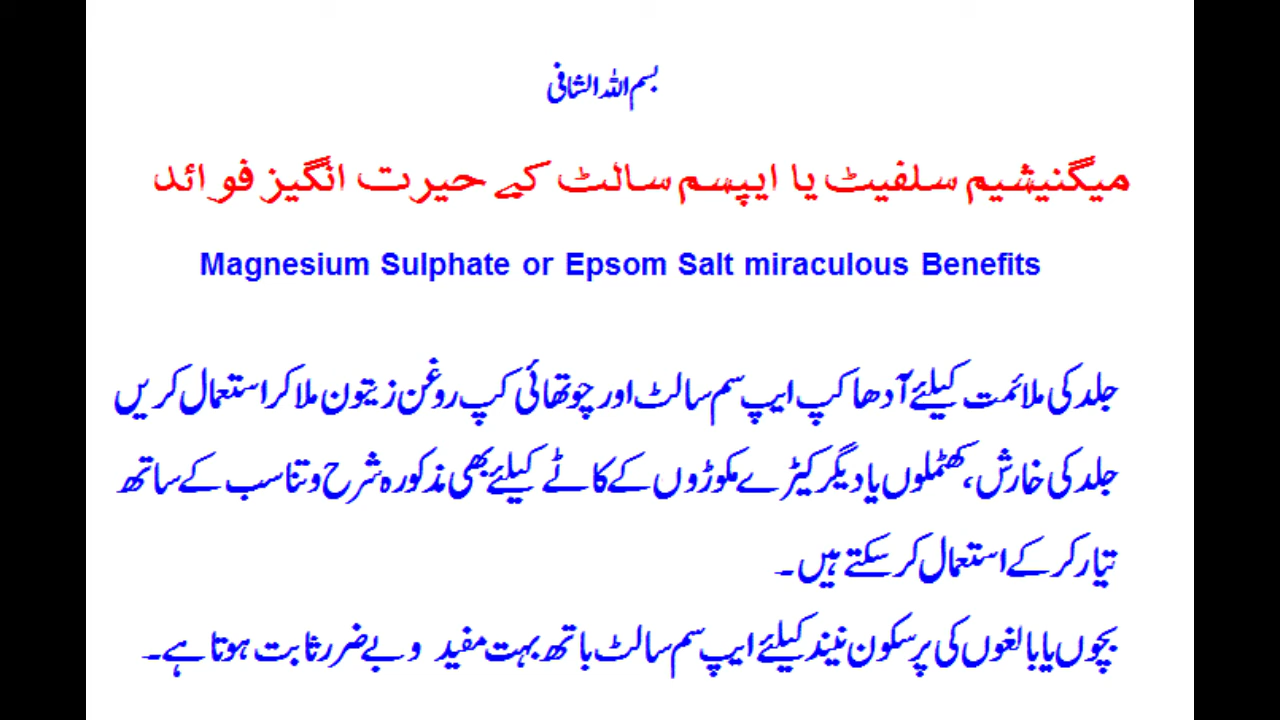 بسم اللہ الشافی
میگنیشیم سلفیٹ یا ایپسم سالٹ کے حیرت انگیز فوائد
Magnesium Sulphate or Epsom Salt miraculous Benefits
جلد کی ملائمت کیلئے آدھا کپ ایپ سم سالٹ اور چوتھائی کپ روغن زیتون ملا کر استعمال کریں
جلد کی خارش، کھٹملوں یا دیگر کیڑے مکوڑوں کے کاٹے کیلئے بھی مذکورہ شرح و تناسب کے ساتھ
تیار کر کے استعمال کر سکتے ہیں۔
بچوں یا بالغوں کی پرسکون نیند کیلئے ایپ سم سالٹ باتھ بہت مفید و بے ضرر ثابت ہوتا ہے۔